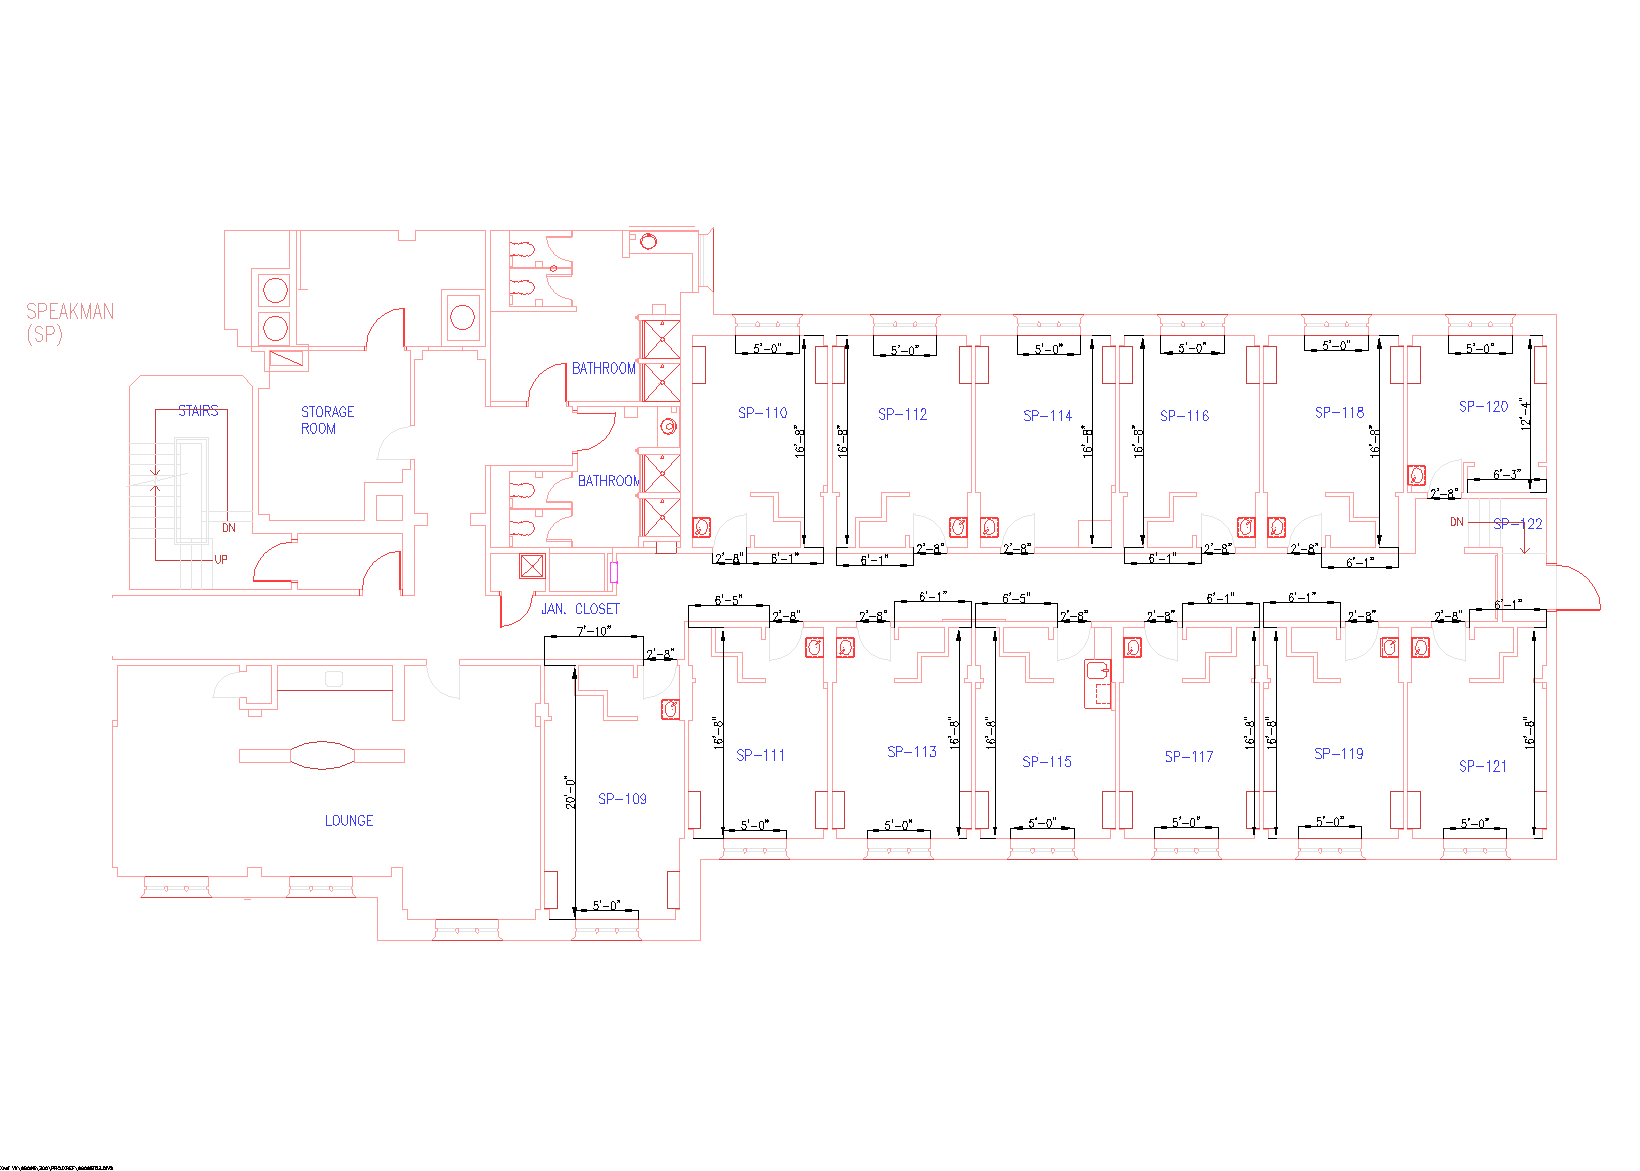 SPEAKMAN
(SP)
STAIRS
DN
UP
STORAGE
ROOM
BATHROOM
BATHROOM
JAN. CLOSET
LOUNGE
5'-0"
5'-0"
5'-0"
5'-0"
5'-0"
5'-0"
SP-110
SP-112
SP-114
SP-116
SP-118
SP-120
16'-8"
16'-8"
16'-8"
16'-8"
16'-8"
12'-4"
6'-3"
2'-8"
DN
SP-122
2'-8"
6'-1"
6'-1"
2'-8"
2'-8"
6'-1"
2'-8"
2'-8"
6'-1"
6'-5"
2'-8"
2'-8"
6'-1"
6'-5"
2'-8"
2'-8"
6'-1"
6'-1"
2'-8"
2'-8"
6'-1"
7'-10"
2'-8"
16'-8"
16'-8"
16'-8"
16'-8"
16'-8"
16'-8"
20'-0"
SP-109
SP-111
SP-113
SP-115
SP-117
SP-119
SP-121
5'-0"
5'-0"
5'-0"
5'-0"
5'-0"
5'-0"
5'-0"